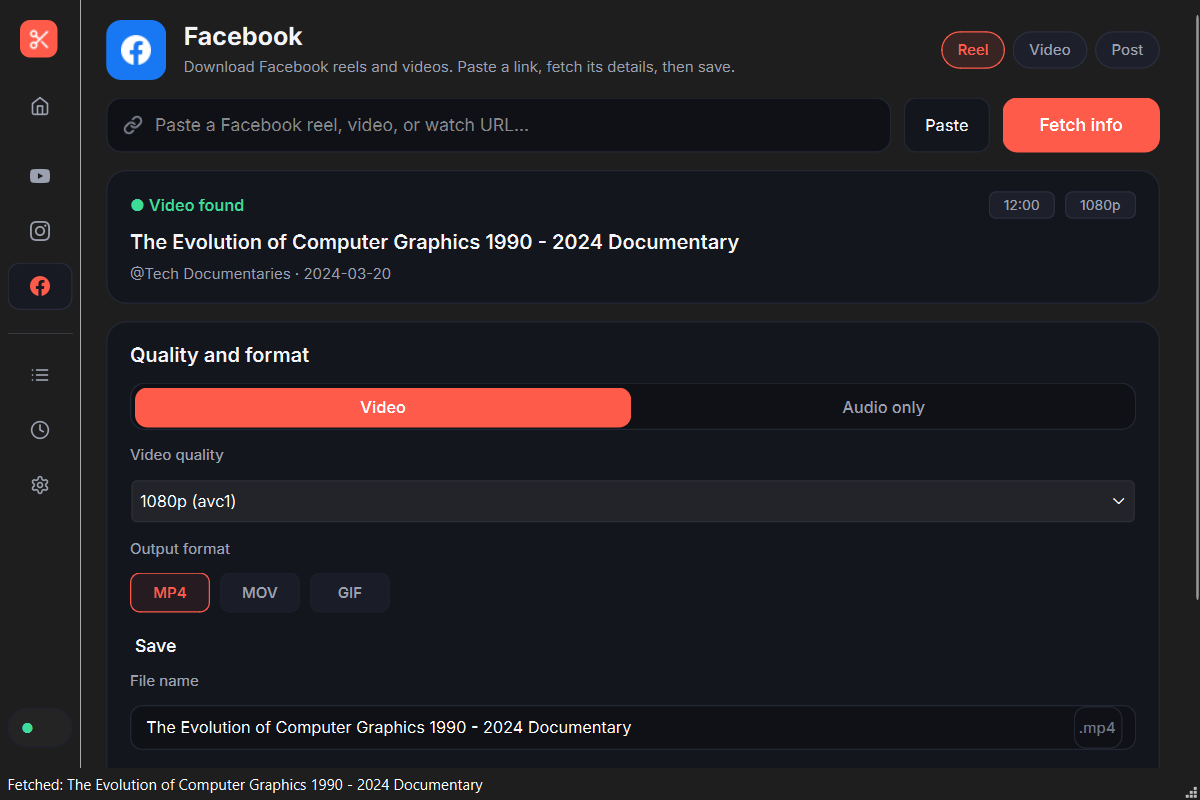 Facebook
Download Facebook reels and videos. Paste a link, fetch its details, then save.
Reel
Video
Post
Paste a Facebook reel, video, or watch URL...
Paste
Fetch info
Video found
12:00
1080p
The Evolution of Computer Graphics 1990 - 2024 Documentary
@Tech Documentaries · 2024-03-20
Quality and format
Video
Audio only
Video quality
1080p (avc1)
Output format
MP4
MOV
GIF
Save
File name
The Evolution of Computer Graphics 1990 - 2024 Documentary
.mp4
Fetched: The Evolution of Computer Graphics 1990 - 2024 Documentary